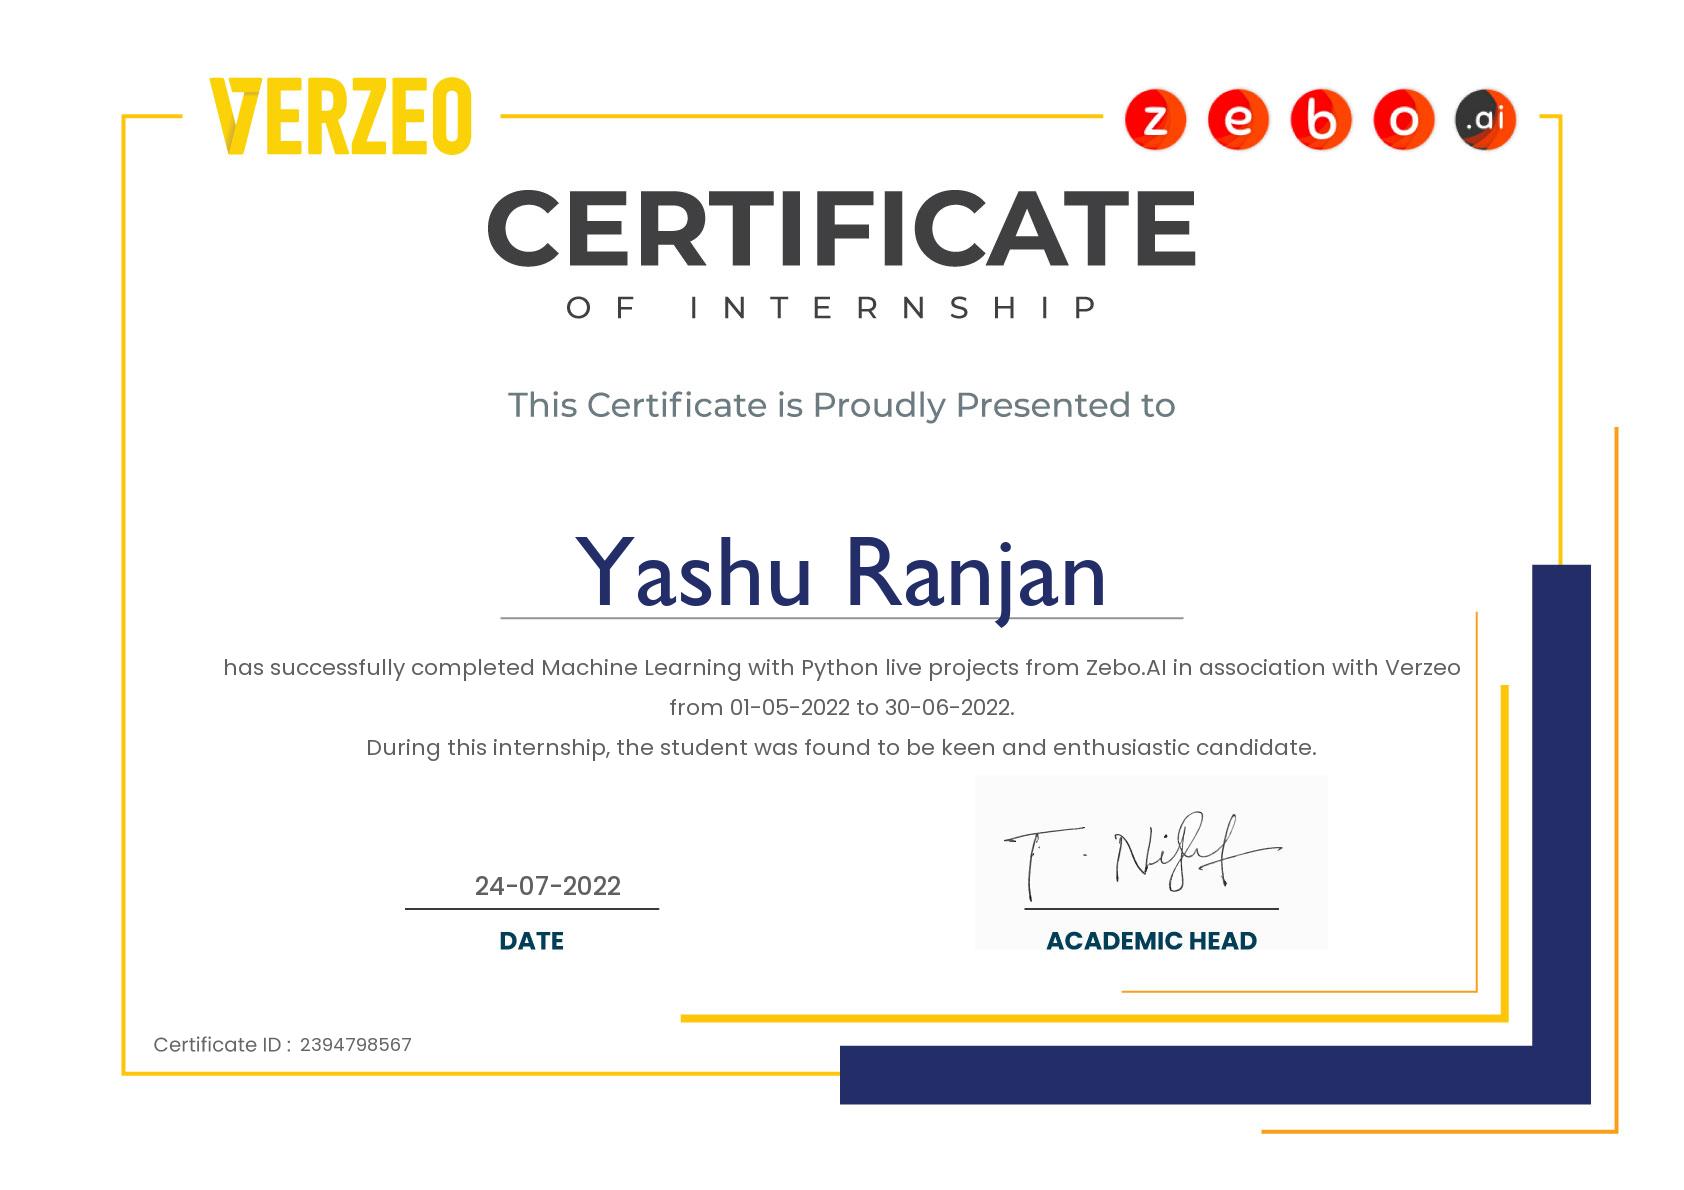 VERZEO
zebo.ai
CERTIFICATE
OF INTERNSHIP
This Certificate is Proudly Presented to
Yashu Ranjan
has successfully completed Machine Learning with Python live projects from Zebo.AI in association with Verzeo
from 01-05-2022 to 30-06-2022.
During this internship, the student was found to be keen and enthusiastic candidate.
24-07-2022
DATE
ACADEMIC HEAD
Certificate ID : 2394798567